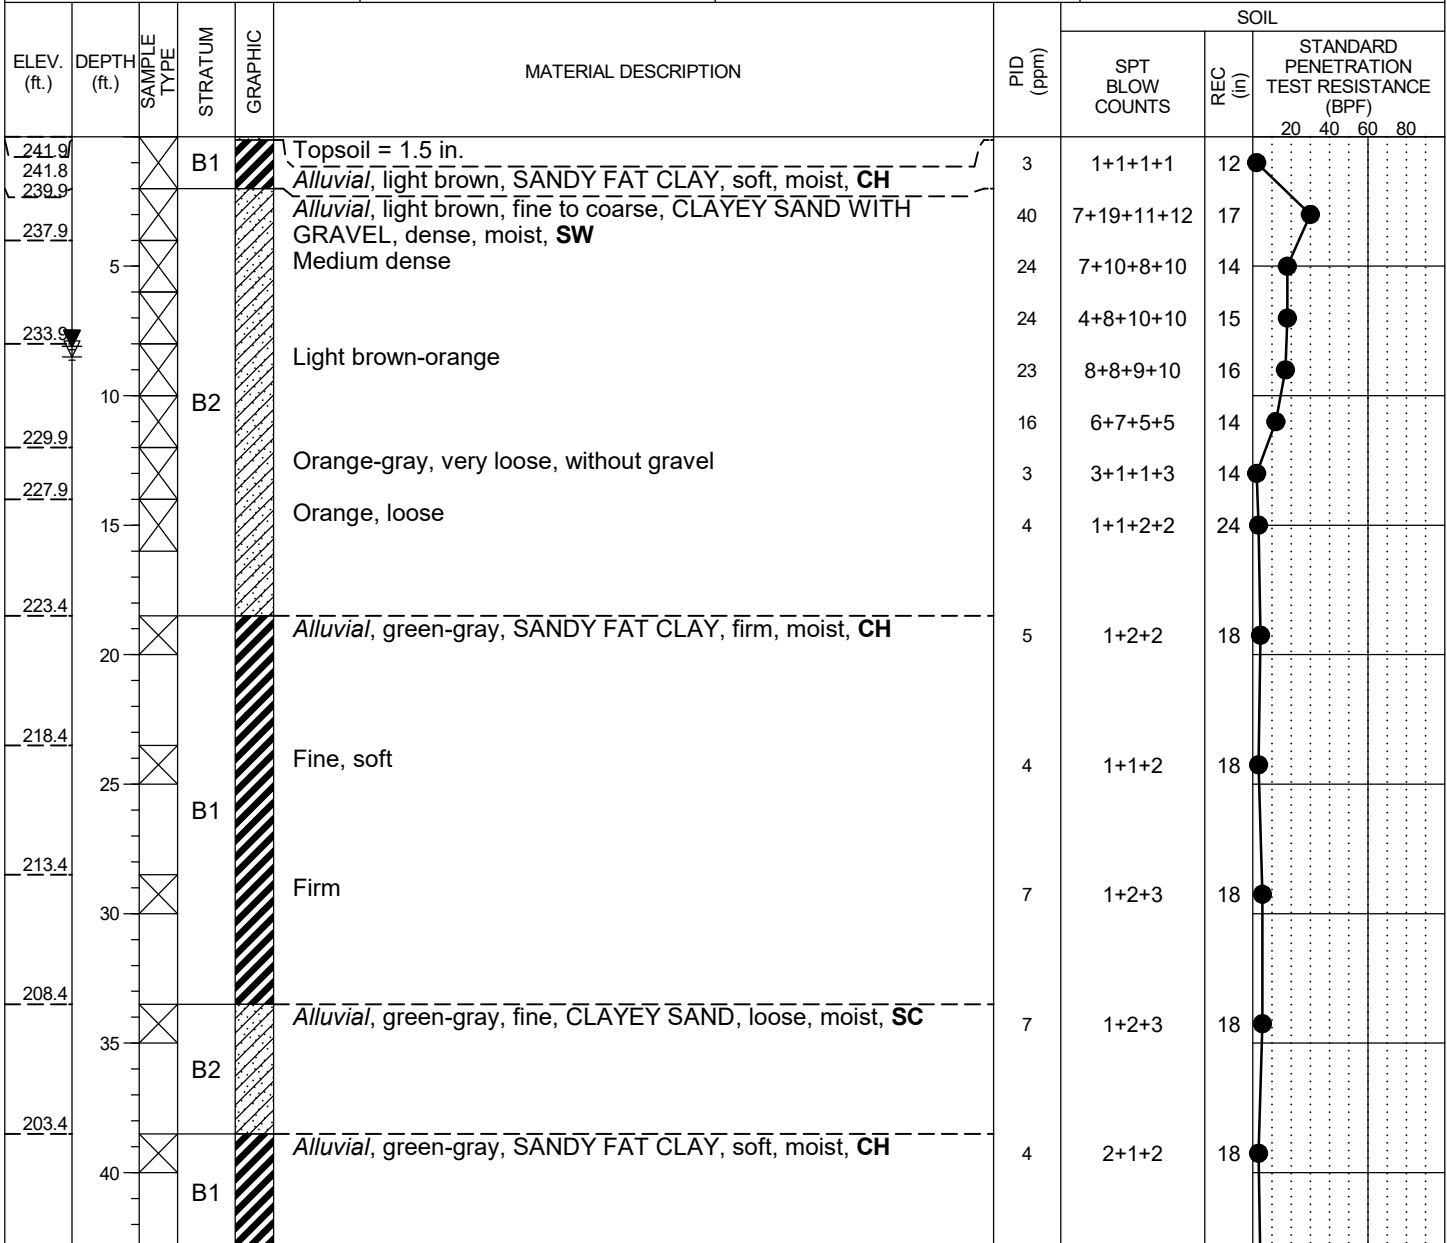 SOIL
ELEV. (ft.)
DEPTH (ft.)
SAMPLE TYPE
STRATUM
GRAPHIC
MATERIAL DESCRIPTION
PID (ppm)
SPT BLOW COUNTS
REC (in)
STANDARD PENETRATION TEST RESISTANCE (BPF)
20 40 60 80
241.9 B1 Topsoil = 1.5 in. 3 1+1+1+1 12
241.8 Alluvial, light brown, SANDY FAT CLAY, soft, moist, CH
239.9 Alluvial, light brown, fine to coarse, CLAYEY SAND WITH 40 7+19+11+12 17
237.9 GRAVEL, dense, moist, SW
5 Medium dense 24 7+10+8+10 14
24 4+8+10+10 15
233.9
Light brown-orange 23 8+8+9+10 16
10 B2
16 6+7+5+5 14
229.9
Orange-gray, very loose, without gravel 3 3+1+1+3 14
227.9
15 Orange, loose 4 1+1+2+2 24
223.4
Alluvial, green-gray, SANDY FAT CLAY, firm, moist, CH 5 1+2+2 18
20
218.4
Fine, soft 4 1+1+2 18
25
B1
213.4
Firm 7 1+2+3 18
30
208.4
Alluvial, green-gray, fine, CLAYEY SAND, loose, moist, SC 7 1+2+3 18
35
B2
203.4
Alluvial, green-gray, SANDY FAT CLAY, soft, moist, CH 4 2+1+2 18
40
B1